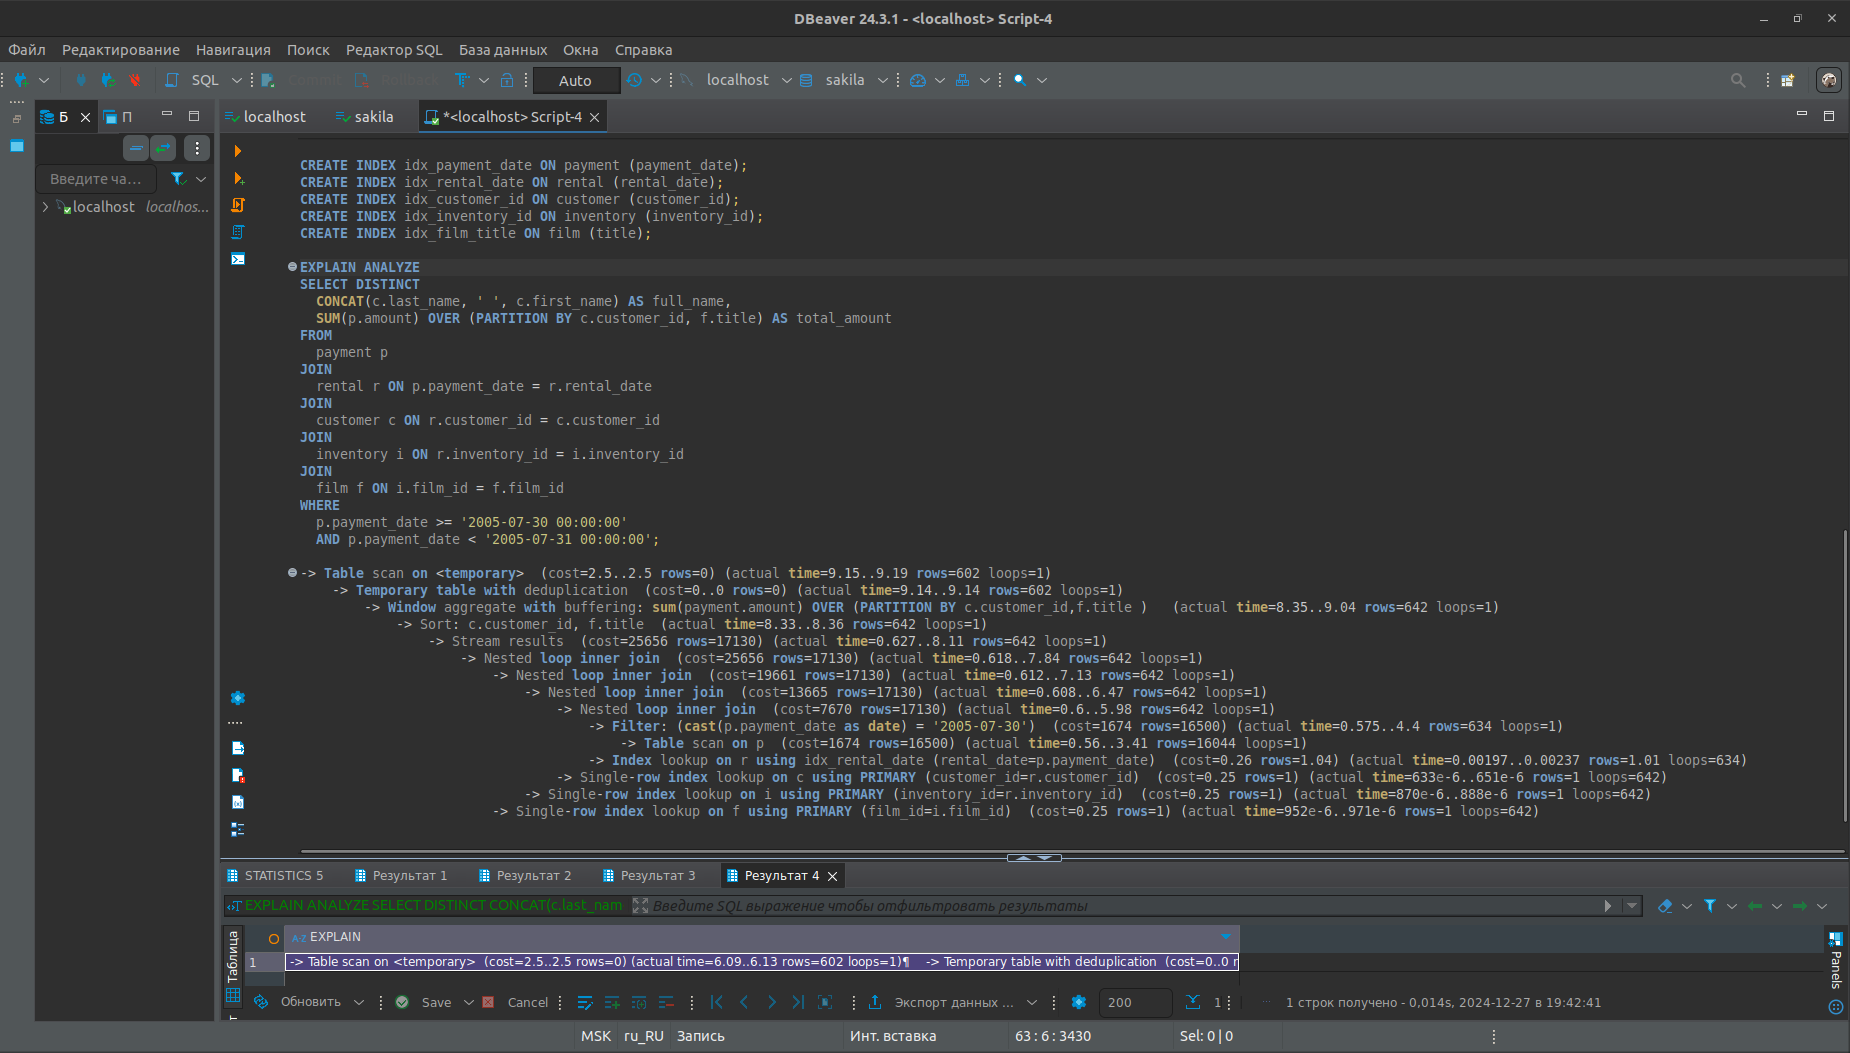 DBeaver 24.3.1 - <localhost> Script-4
Файл Редактирование Навигация Поиск Редактор SQL База данных Окна Справка
SQL Auto localhost sakila
Б П localhost sakila *<localhost> Script-4
Введите ча...
localhost localhos...
CREATE INDEX idx_payment_date ON payment (payment_date);
CREATE INDEX idx_rental_date ON rental (rental_date);
CREATE INDEX idx_customer_id ON customer (customer_id);
CREATE INDEX idx_inventory_id ON inventory (inventory_id);
CREATE INDEX idx_film_title ON film (title);
EXPLAIN ANALYZE
SELECT DISTINCT
CONCAT(c.last_name, ' ', c.first_name) AS full_name,
SUM(p.amount) OVER (PARTITION BY c.customer_id, f.title) AS total_amount
FROM
payment p
JOIN
rental r ON p.payment_date = r.rental_date
JOIN
customer c ON r.customer_id = c.customer_id
JOIN
inventory i ON r.inventory_id = i.inventory_id
JOIN
film f ON i.film_id = f.film_id
WHERE
p.payment_date >= '2005-07-30 00:00:00'
AND p.payment_date < '2005-07-31 00:00:00';
-> Table scan on <temporary> (cost=2.5..2.5 rows=0) (actual time=9.15..9.19 rows=602 loops=1)
-> Temporary table with deduplication (cost=0..0 rows=0) (actual time=9.14..9.14 rows=602 loops=1)
-> Window aggregate with buffering: sum(payment.amount) OVER (PARTITION BY c.customer_id,f.title ) (actual time=8.35..9.04 rows=642 loops=1)
-> Sort: c.customer_id, f.title (actual time=8.33..8.36 rows=642 loops=1)
-> Stream results (cost=25656 rows=17130) (actual time=0.627..8.11 rows=642 loops=1)
-> Nested loop inner join (cost=25656 rows=17130) (actual time=0.618..7.84 rows=642 loops=1)
-> Nested loop inner join (cost=19661 rows=17130) (actual time=0.612..7.13 rows=642 loops=1)
-> Nested loop inner join (cost=13665 rows=17130) (actual time=0.608..6.47 rows=642 loops=1)
-> Nested loop inner join (cost=7670 rows=17130) (actual time=0.6..5.98 rows=642 loops=1)
-> Filter: (cast(p.payment_date as date) = '2005-07-30') (cost=1674 rows=16500) (actual time=0.575..4.4 rows=634 loops=1)
-> Table scan on p (cost=1674 rows=16500) (actual time=0.56..3.41 rows=16044 loops=1)
-> Index lookup on r using idx_rental_date (rental_date=p.payment_date) (cost=0.26 rows=1.04) (actual time=0.00197..0.00237 rows=1.01 loops=634)
-> Single-row index lookup on c using PRIMARY (customer_id=r.customer_id) (cost=0.25 rows=1) (actual time=633e-6..651e-6 rows=1 loops=642)
-> Single-row index lookup on i using PRIMARY (inventory_id=r.inventory_id) (cost=0.25 rows=1) (actual time=870e-6..888e-6 rows=1 loops=642)
-> Single-row index lookup on f using PRIMARY (film_id=i.film_id) (cost=0.25 rows=1) (actual time=952e-6..971e-6 rows=1 loops=642)
STATISTICS 5 Результат 1 Результат 2 Результат 3 Результат 4
EXPLAIN ANALYZE SELECT DISTINCT CONCAT(c.last_nam Введите SQL выражение чтобы отфильтровать результаты
Таблица
A-Z EXPLAIN
1 -> Table scan on <temporary> (cost=2.5..2.5 rows=0) (actual time=6.09..6.13 rows=602 loops=1)¶ -> Temporary table with deduplication (cost=0..0 r
Panels
Обновить Save Cancel Экспорт данных ... 200 1 1 строк получено - 0,014s, 2024-12-27 в 19:42:41
MSK ru_RU Запись Инт. вставка 63 : 6 : 3430 Sel: 0 | 0